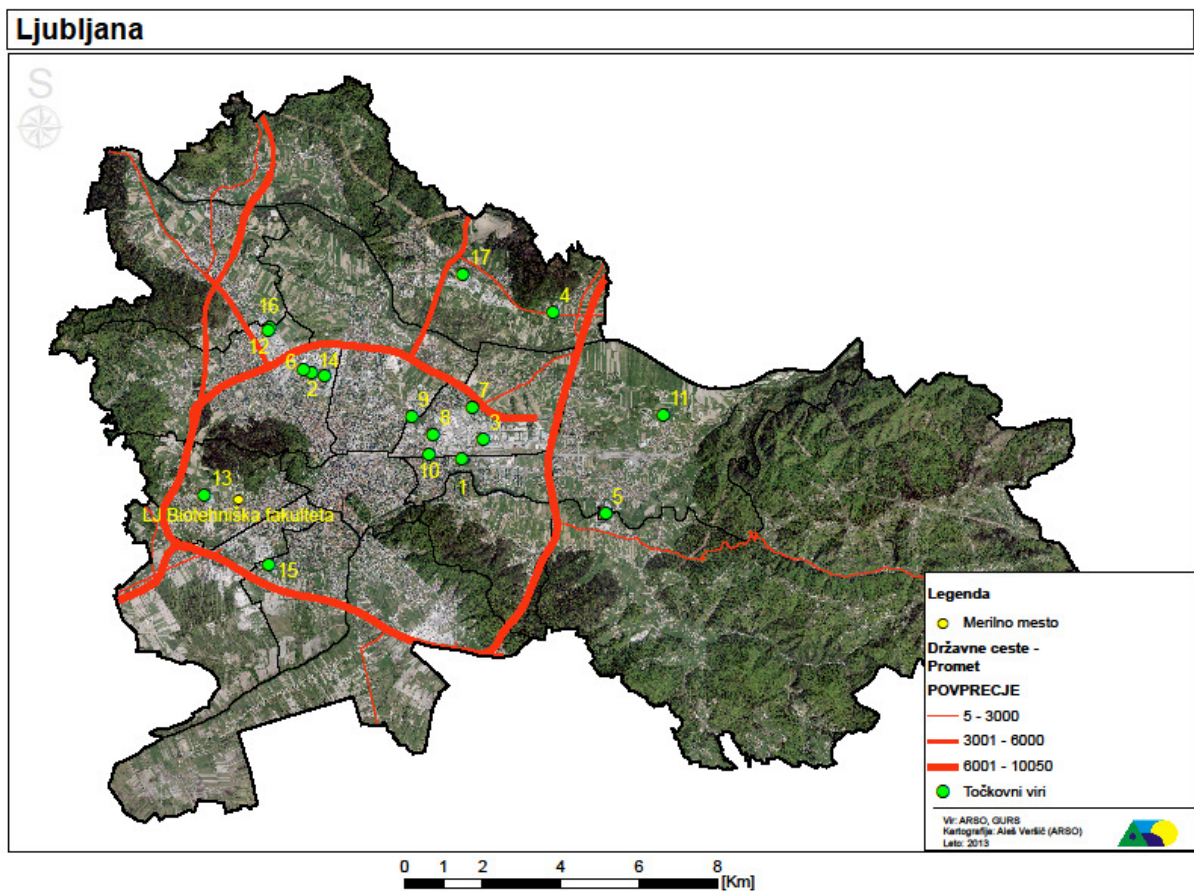 Ljubljana
S
17
4
16
12
6
14
2
7
9
11
8
3
10
1
13
5
LJ Biotehniška fakulteta
15
Legenda
Merilno mesto
Državne ceste -
Promet
POVPRECJE
5 - 3000
3001 - 6000
6001 - 10050
Točkovni viri
Vir: ARSO, GURS
Kartografija: Aleš Veršič (ARSO)
Leto: 2013
0 1 2 4 6 8
[Km]